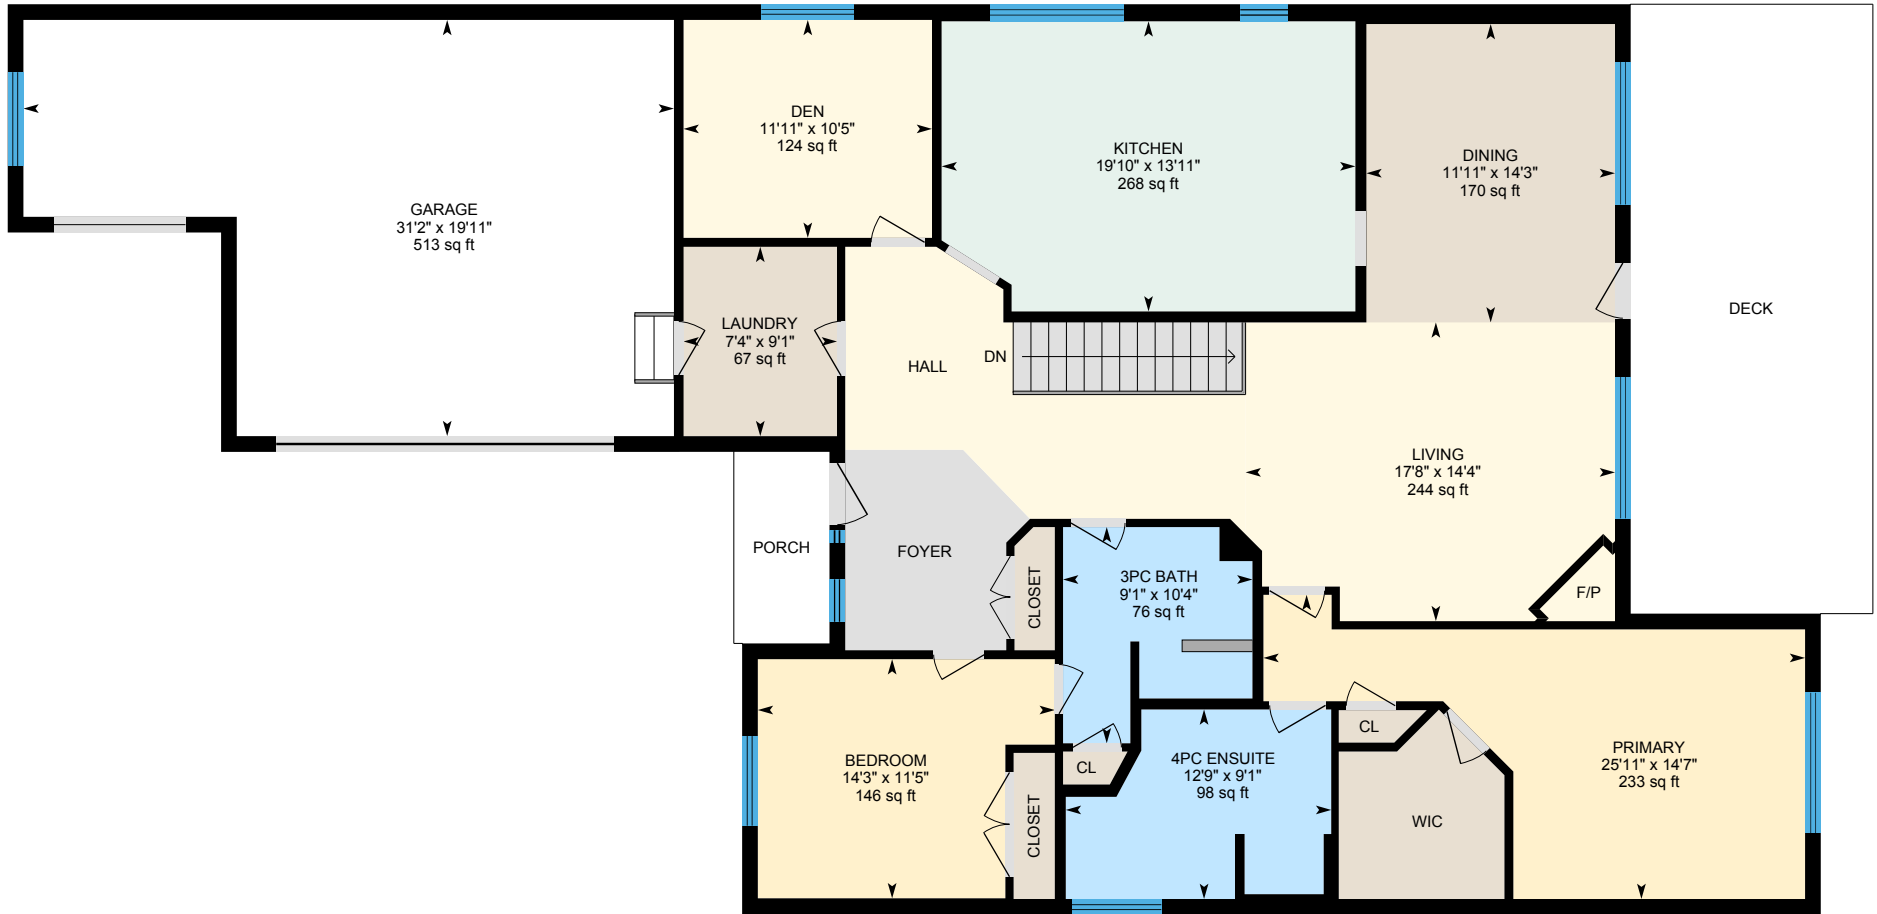 DEN
11'11" x 10'5"
124 sq ft
KITCHEN
19'10" x 13'11"
268 sq ft
DINING
11'11" x 14'3"
170 sq ft
GARAGE
31'2" x 19'11"
513 sq ft
LAUNDRY
7'4" x 9'1"
67 sq ft
HALL
DN
DECK
LIVING
17'8" x 14'4"
244 sq ft
PORCH
FOYER
CLOSET
3PC BATH
9'1" x 10'4"
76 sq ft
F/P
BEDROOM
14'3" x 11'5"
146 sq ft
CLOSET
CL
4PC ENSUITE
12'9" x 9'1"
98 sq ft
CL
WIC
PRIMARY
25'11" x 14'7"
233 sq ft